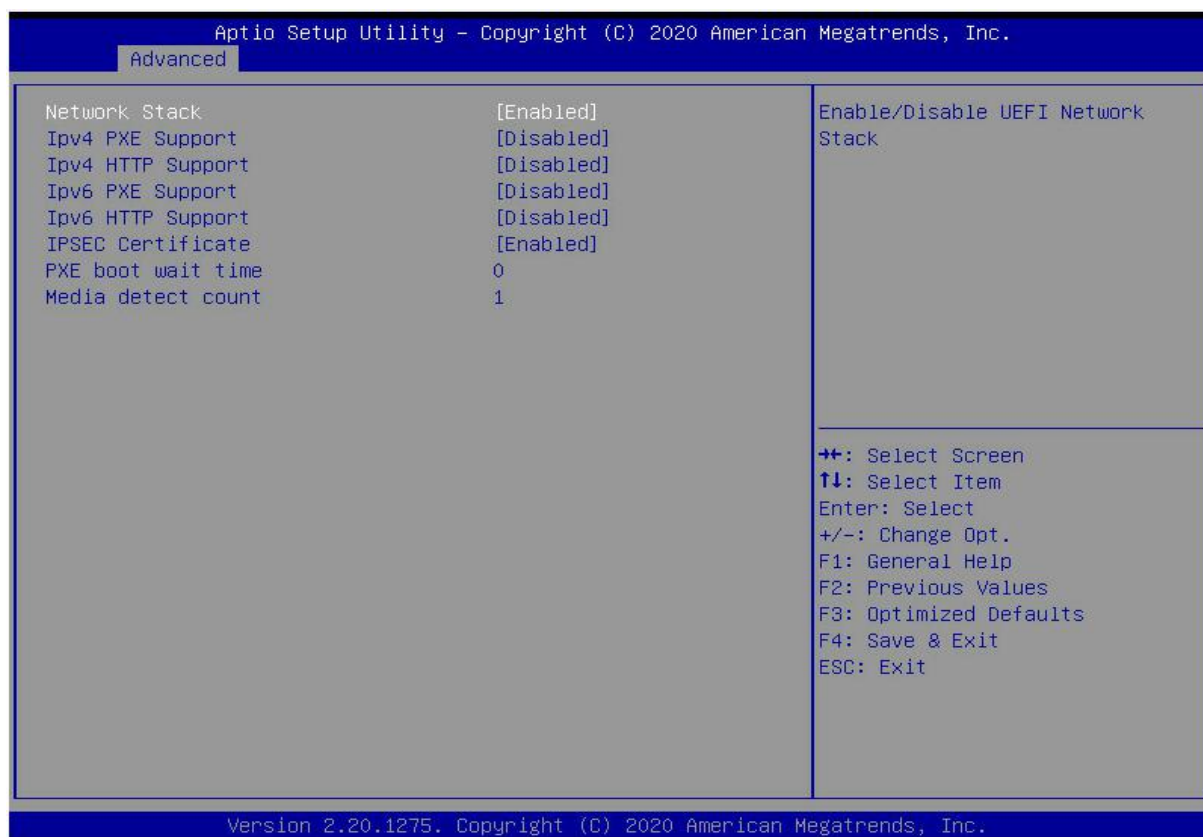 Aptio Setup Utility – Copyright (C) 2020 American Megatrends, Inc.
Advanced
Network Stack [Enabled]
Ipv4 PXE Support [Disabled]
Ipv4 HTTP Support [Disabled]
Ipv6 PXE Support [Disabled]
Ipv6 HTTP Support [Disabled]
IPSEC Certificate [Enabled]
PXE boot wait time 0
Media detect count 1
Enable/Disable UEFI Network
Stack
→←: Select Screen
↑↓: Select Item
Enter: Select
+/-: Change Opt.
F1: General Help
F2: Previous Values
F3: Optimized Defaults
F4: Save & Exit
ESC: Exit
Version 2.20.1275. Copyright (C) 2020 American Megatrends, Inc.